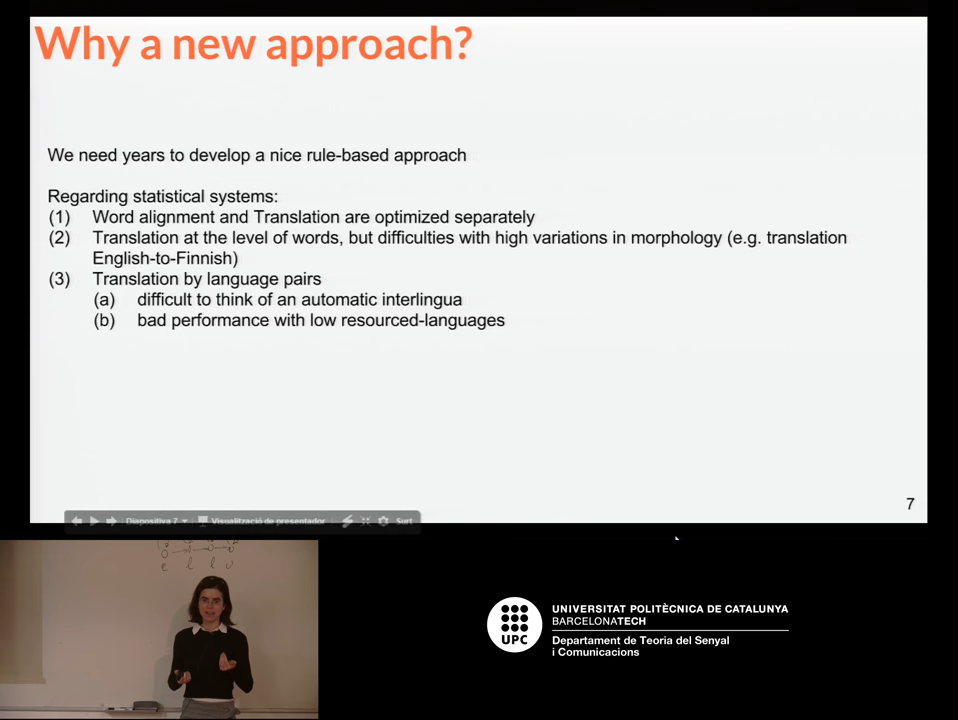 Why a new approach?
We need years to develop a nice rule-based approach
Regarding statistical systems:
(1) Word alignment and Translation are optimized separately
(2) Translation at the level of words, but difficulties with high variations in morphology (e.g. translation
English-to-Finnish)
(3) Translation by language pairs
(a) difficult to think of an automatic interlingua
(b) bad performance with low resourced-languages
7
Diapositiva 7
Visualització de presentador
Surt
e l l o
UPC
UNIVERSITAT POLITÈCNICA DE CATALUNYA
BARCELONATECH
Departament de Teoria del Senyal
i Comunicacions